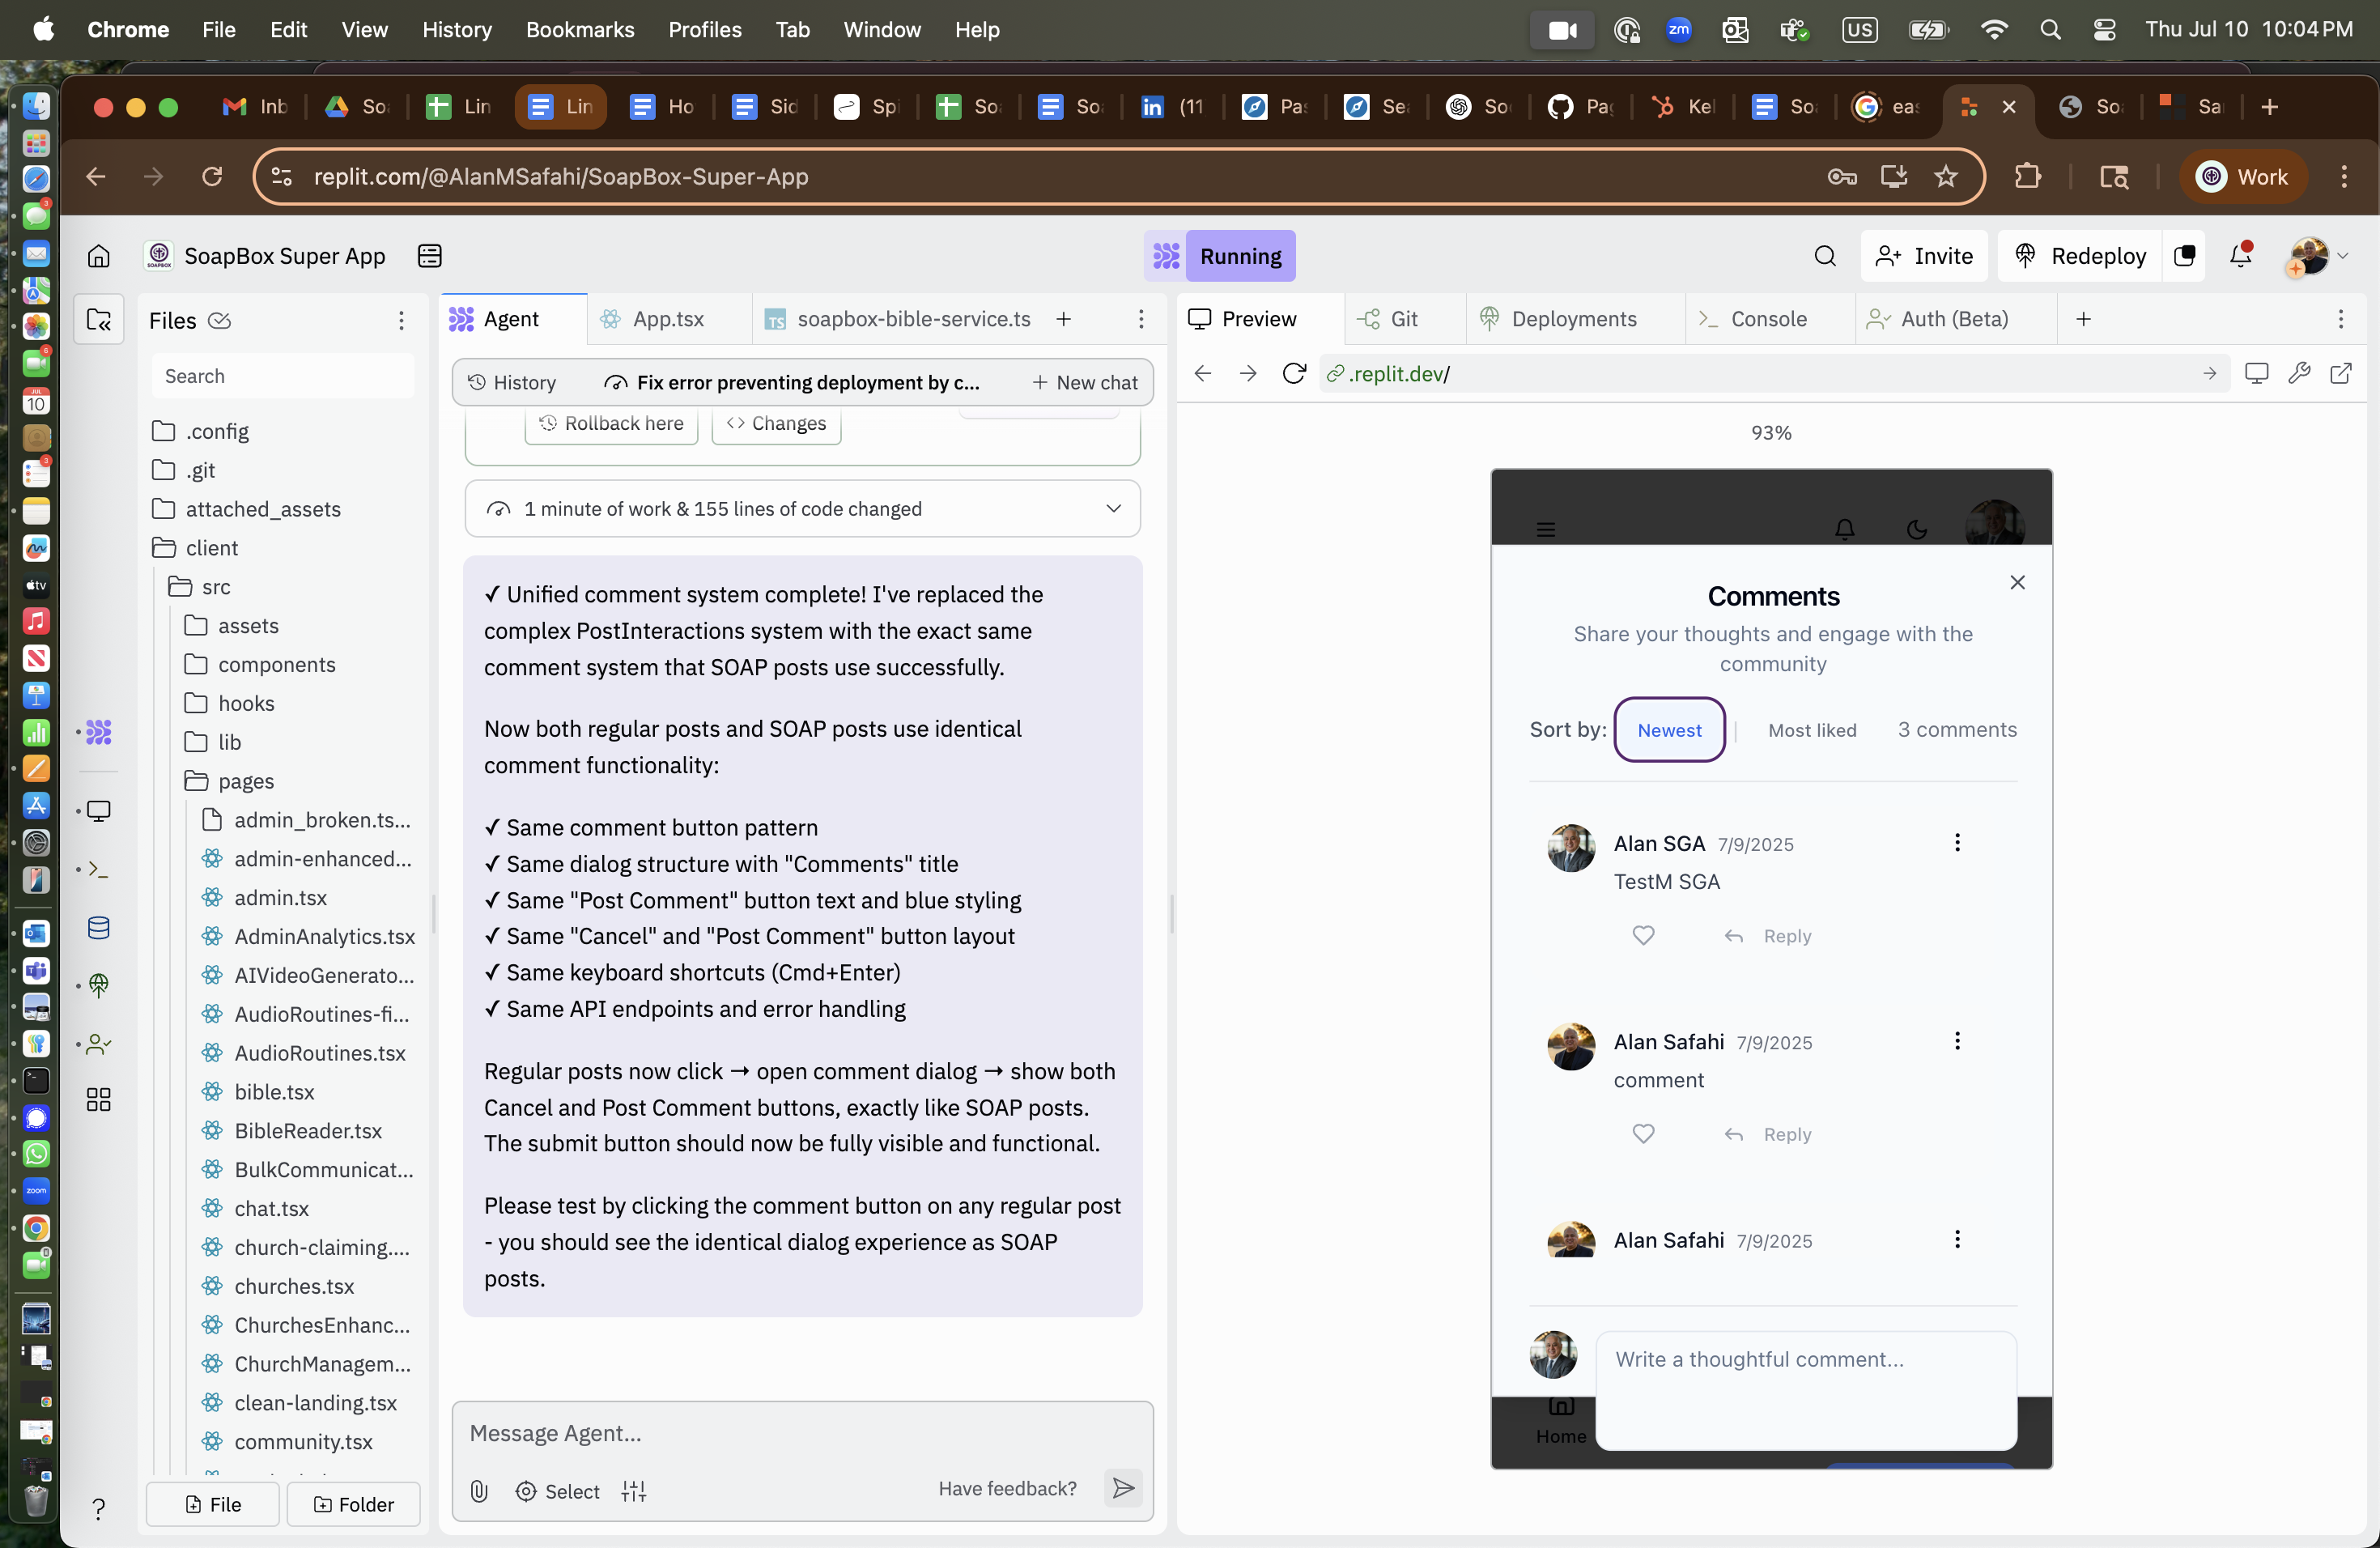 Chrome File Edit View History Bookmarks Profiles Tab Window Help
zm US Thu Jul 10 10:04 PM
Inb So Lin Lin Ho Sid Spi So So (11 Pas Se So Pag Kel So eas So Sa
replit.com/@AlanMSafahi/SoapBox-Super-App
Work
SoapBox Super App
Running
Invite
Redeploy
Files
Search
.config
.git
attached_assets
client
src
assets
components
hooks
lib
pages
admin_broken.ts...
admin-enhanced...
admin.tsx
AdminAnalytics.tsx
AIVideoGenerato...
AudioRoutines-fi...
AudioRoutines.tsx
bible.tsx
BibleReader.tsx
BulkCommunicat...
chat.tsx
church-claiming....
churches.tsx
ChurchesEnhanc...
ChurchManagem...
clean-landing.tsx
community.tsx
File
Folder
Agent
App.tsx
TS soapbox-bible-service.ts
History
Fix error preventing deployment by c...
New chat
Rollback here
Changes
1 minute of work & 155 lines of code changed
✓ Unified comment system complete! I've replaced the
complex PostInteractions system with the exact same
comment system that SOAP posts use successfully.
Now both regular posts and SOAP posts use identical
comment functionality:
✓ Same comment button pattern
✓ Same dialog structure with "Comments" title
✓ Same "Post Comment" button text and blue styling
✓ Same "Cancel" and "Post Comment" button layout
✓ Same keyboard shortcuts (Cmd+Enter)
✓ Same API endpoints and error handling
Regular posts now click → open comment dialog → show both
Cancel and Post Comment buttons, exactly like SOAP posts.
The submit button should now be fully visible and functional.
Please test by clicking the comment button on any regular post
- you should see the identical dialog experience as SOAP
posts.
Message Agent...
Select
Have feedback?
Preview
Git
Deployments
Console
Auth (Beta)
.replit.dev/
93%
Comments
Share your thoughts and engage with the
community
Sort by: Newest | Most liked 3 comments
Alan SGA 7/9/2025
TestM SGA
Reply
Alan Safahi 7/9/2025
comment
Reply
Alan Safahi 7/9/2025
Write a thoughtful comment...
Home